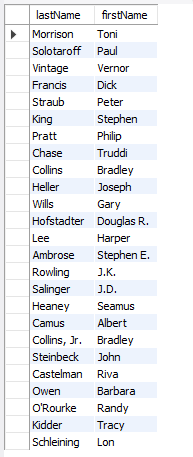 lastName firstName
Morrison Toni
Solotaroff Paul
Vintage Vernor
Francis Dick
Straub Peter
King Stephen
Pratt Philip
Chase Truddi
Collins Bradley
Heller Joseph
Wills Gary
Hofstadter Douglas R.
Lee Harper
Ambrose Stephen E.
Rowling J.K.
Salinger J.D.
Heaney Seamus
Camus Albert
Collins, Jr. Bradley
Steinbeck John
Castelman Riva
Owen Barbara
O'Rourke Randy
Kidder Tracy
Schleining Lon